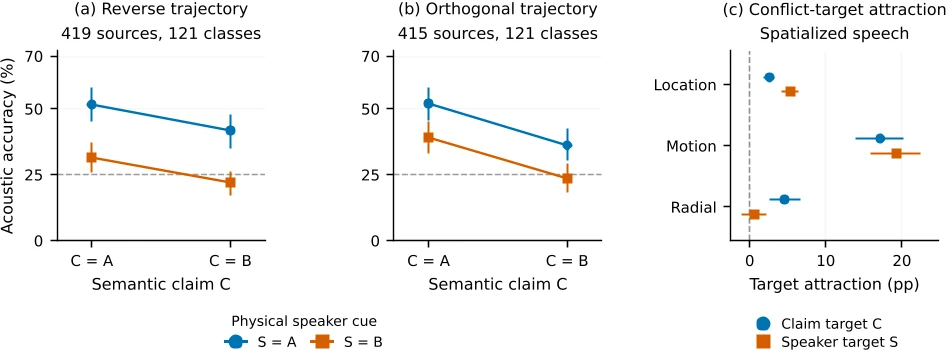 (a) Reverse trajectory
419 sources, 121 classes
Acoustic accuracy (%)
70
50
25
0
C = A
C = B
Semantic claim C
(b) Orthogonal trajectory
415 sources, 121 classes
70
50
25
0
C = A
C = B
Semantic claim C
Physical speaker cue
S = A
S = B
(c) Conflict-target attraction
Spatialized speech
Location
Motion
Radial
0
10
20
Target attraction (pp)
Claim target C
Speaker target S